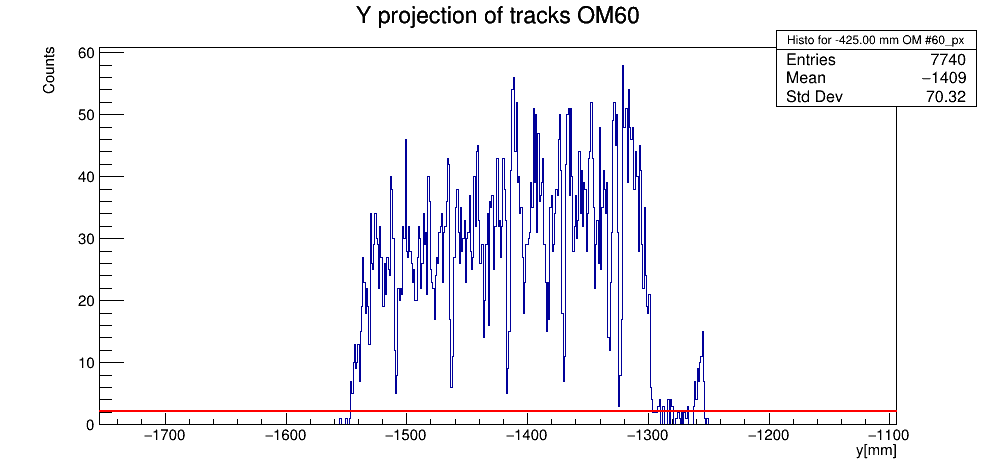 Y projection of tracks OM60
Histo for -425.00 mm OM #60_px
Entries 7740
Mean −1409
Std Dev 70.32
Counts
60
50
40
30
20
10
0
−1700 −1600 −1500 −1400 −1300 −1200 −1100
y[mm]